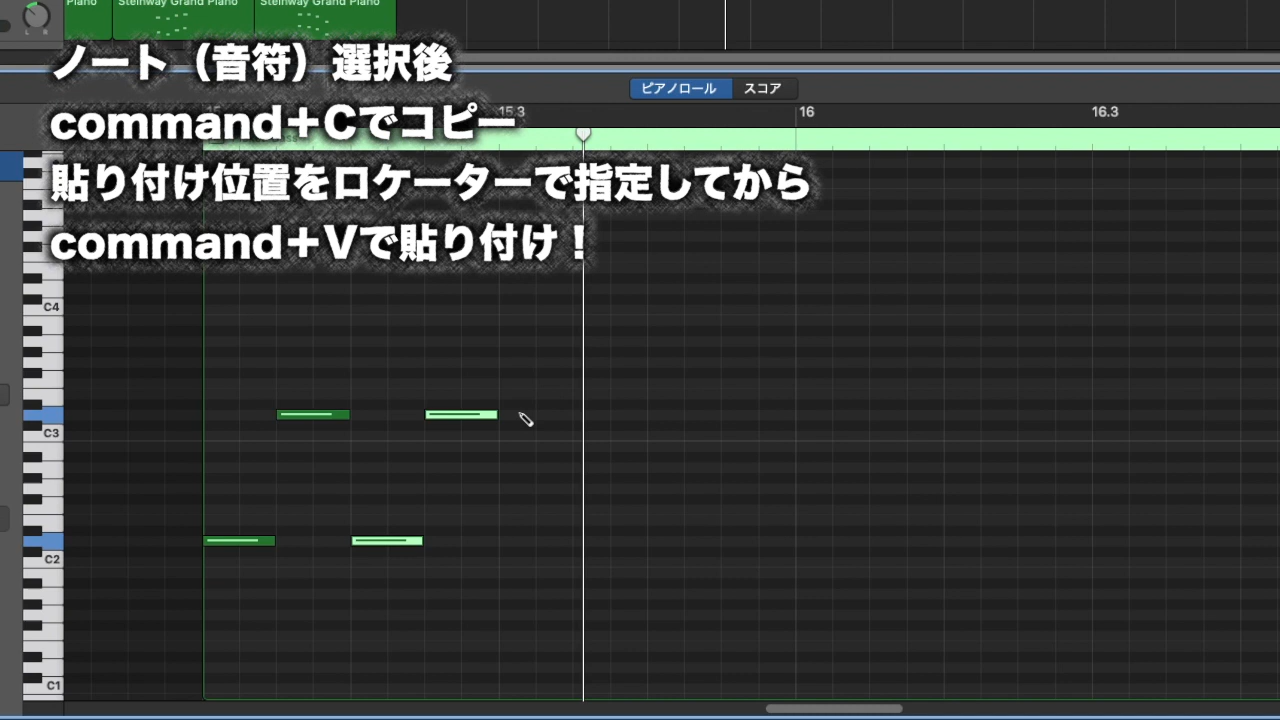 Piano
Steinway Grand Piano
Steinway Grand Piano
L R
ノート（音符）選択後
command＋Cでコピー
貼り付け位置をロケーターで指定してから
command＋Vで貼り付け！
ピアノロール
スコア
15
15.3
16
16.3
C4
C3
C2
C1